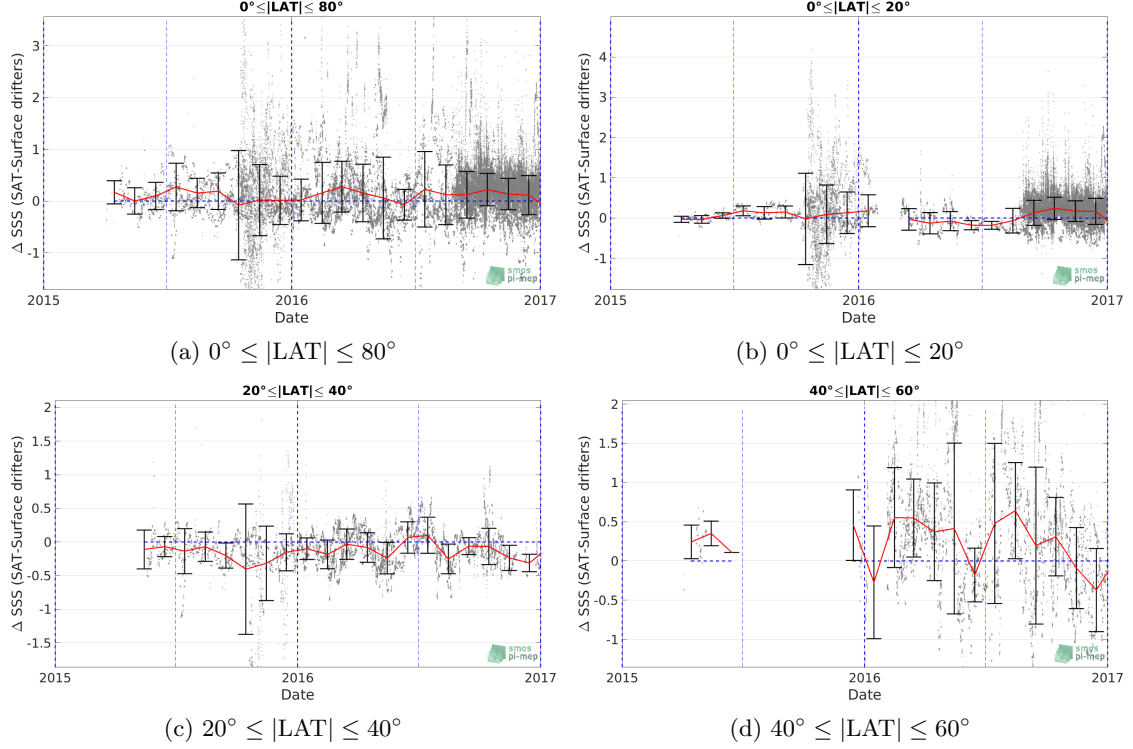 0°≤|LAT|≤ 80°
Δ SSS (SAT-Surface drifters)
3
2
1
0
-1
2015
2016
2017
Date
smos
pi-mep
(a) 0° ≤ |LAT| ≤ 80°
0°≤|LAT|≤ 20°
Δ SSS (SAT-Surface drifters)
4
3
2
1
0
-1
2015
2016
2017
Date
smos
pi-mep
(b) 0° ≤ |LAT| ≤ 20°
20°≤|LAT|≤ 40°
Δ SSS (SAT-Surface drifters)
2
1.5
1
0.5
0
-0.5
-1
-1.5
2015
2016
2017
Date
smos
pi-mep
(c) 20° ≤ |LAT| ≤ 40°
40°≤|LAT|≤ 60°
Δ SSS (SAT-Surface drifters)
2
1.5
1
0.5
0
-0.5
-1
2015
2016
2017
Date
smos
pi-mep
(d) 40° ≤ |LAT| ≤ 60°